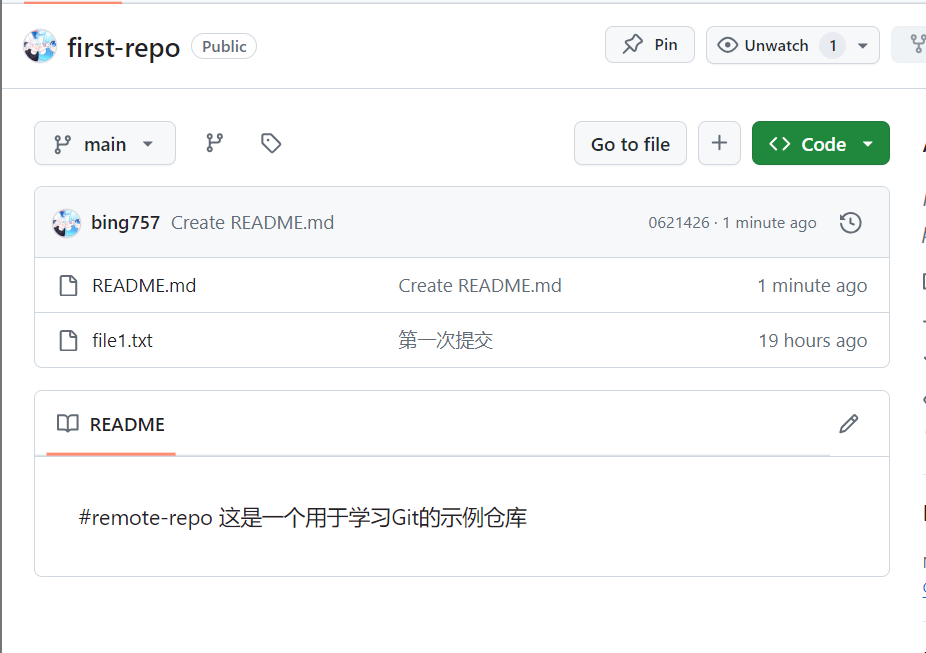 first-repo Public Pin Unwatch 1
main Go to file + Code
bing757 Create README.md 0621426 · 1 minute ago
README.md Create README.md 1 minute ago
file1.txt 第一次提交 19 hours ago
README
#remote-repo 这是一个用于学习Git的示例仓库